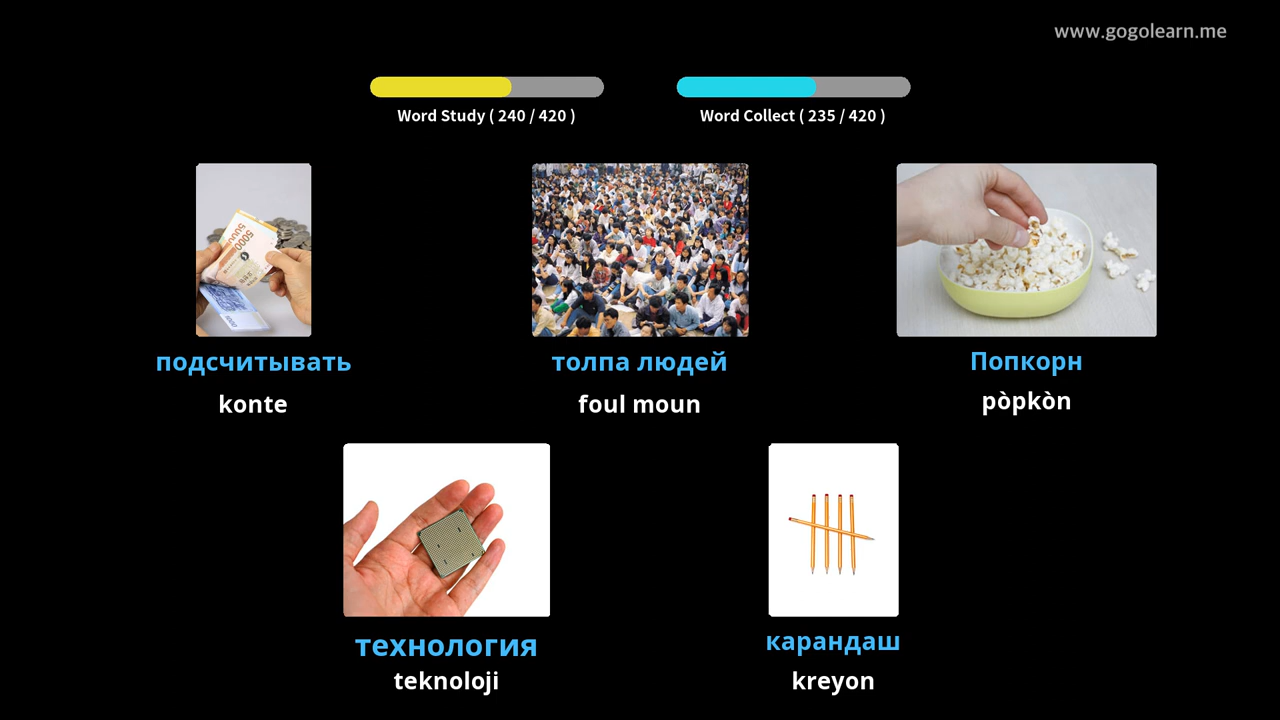 www.gogolearn.me
Word Study ( 240 / 420 )
Word Collect ( 235 / 420 )
подсчитывать
konte
толпа людей
foul moun
Попкорн
pòpkòn
технология
teknoloji
карандаш
kreyon